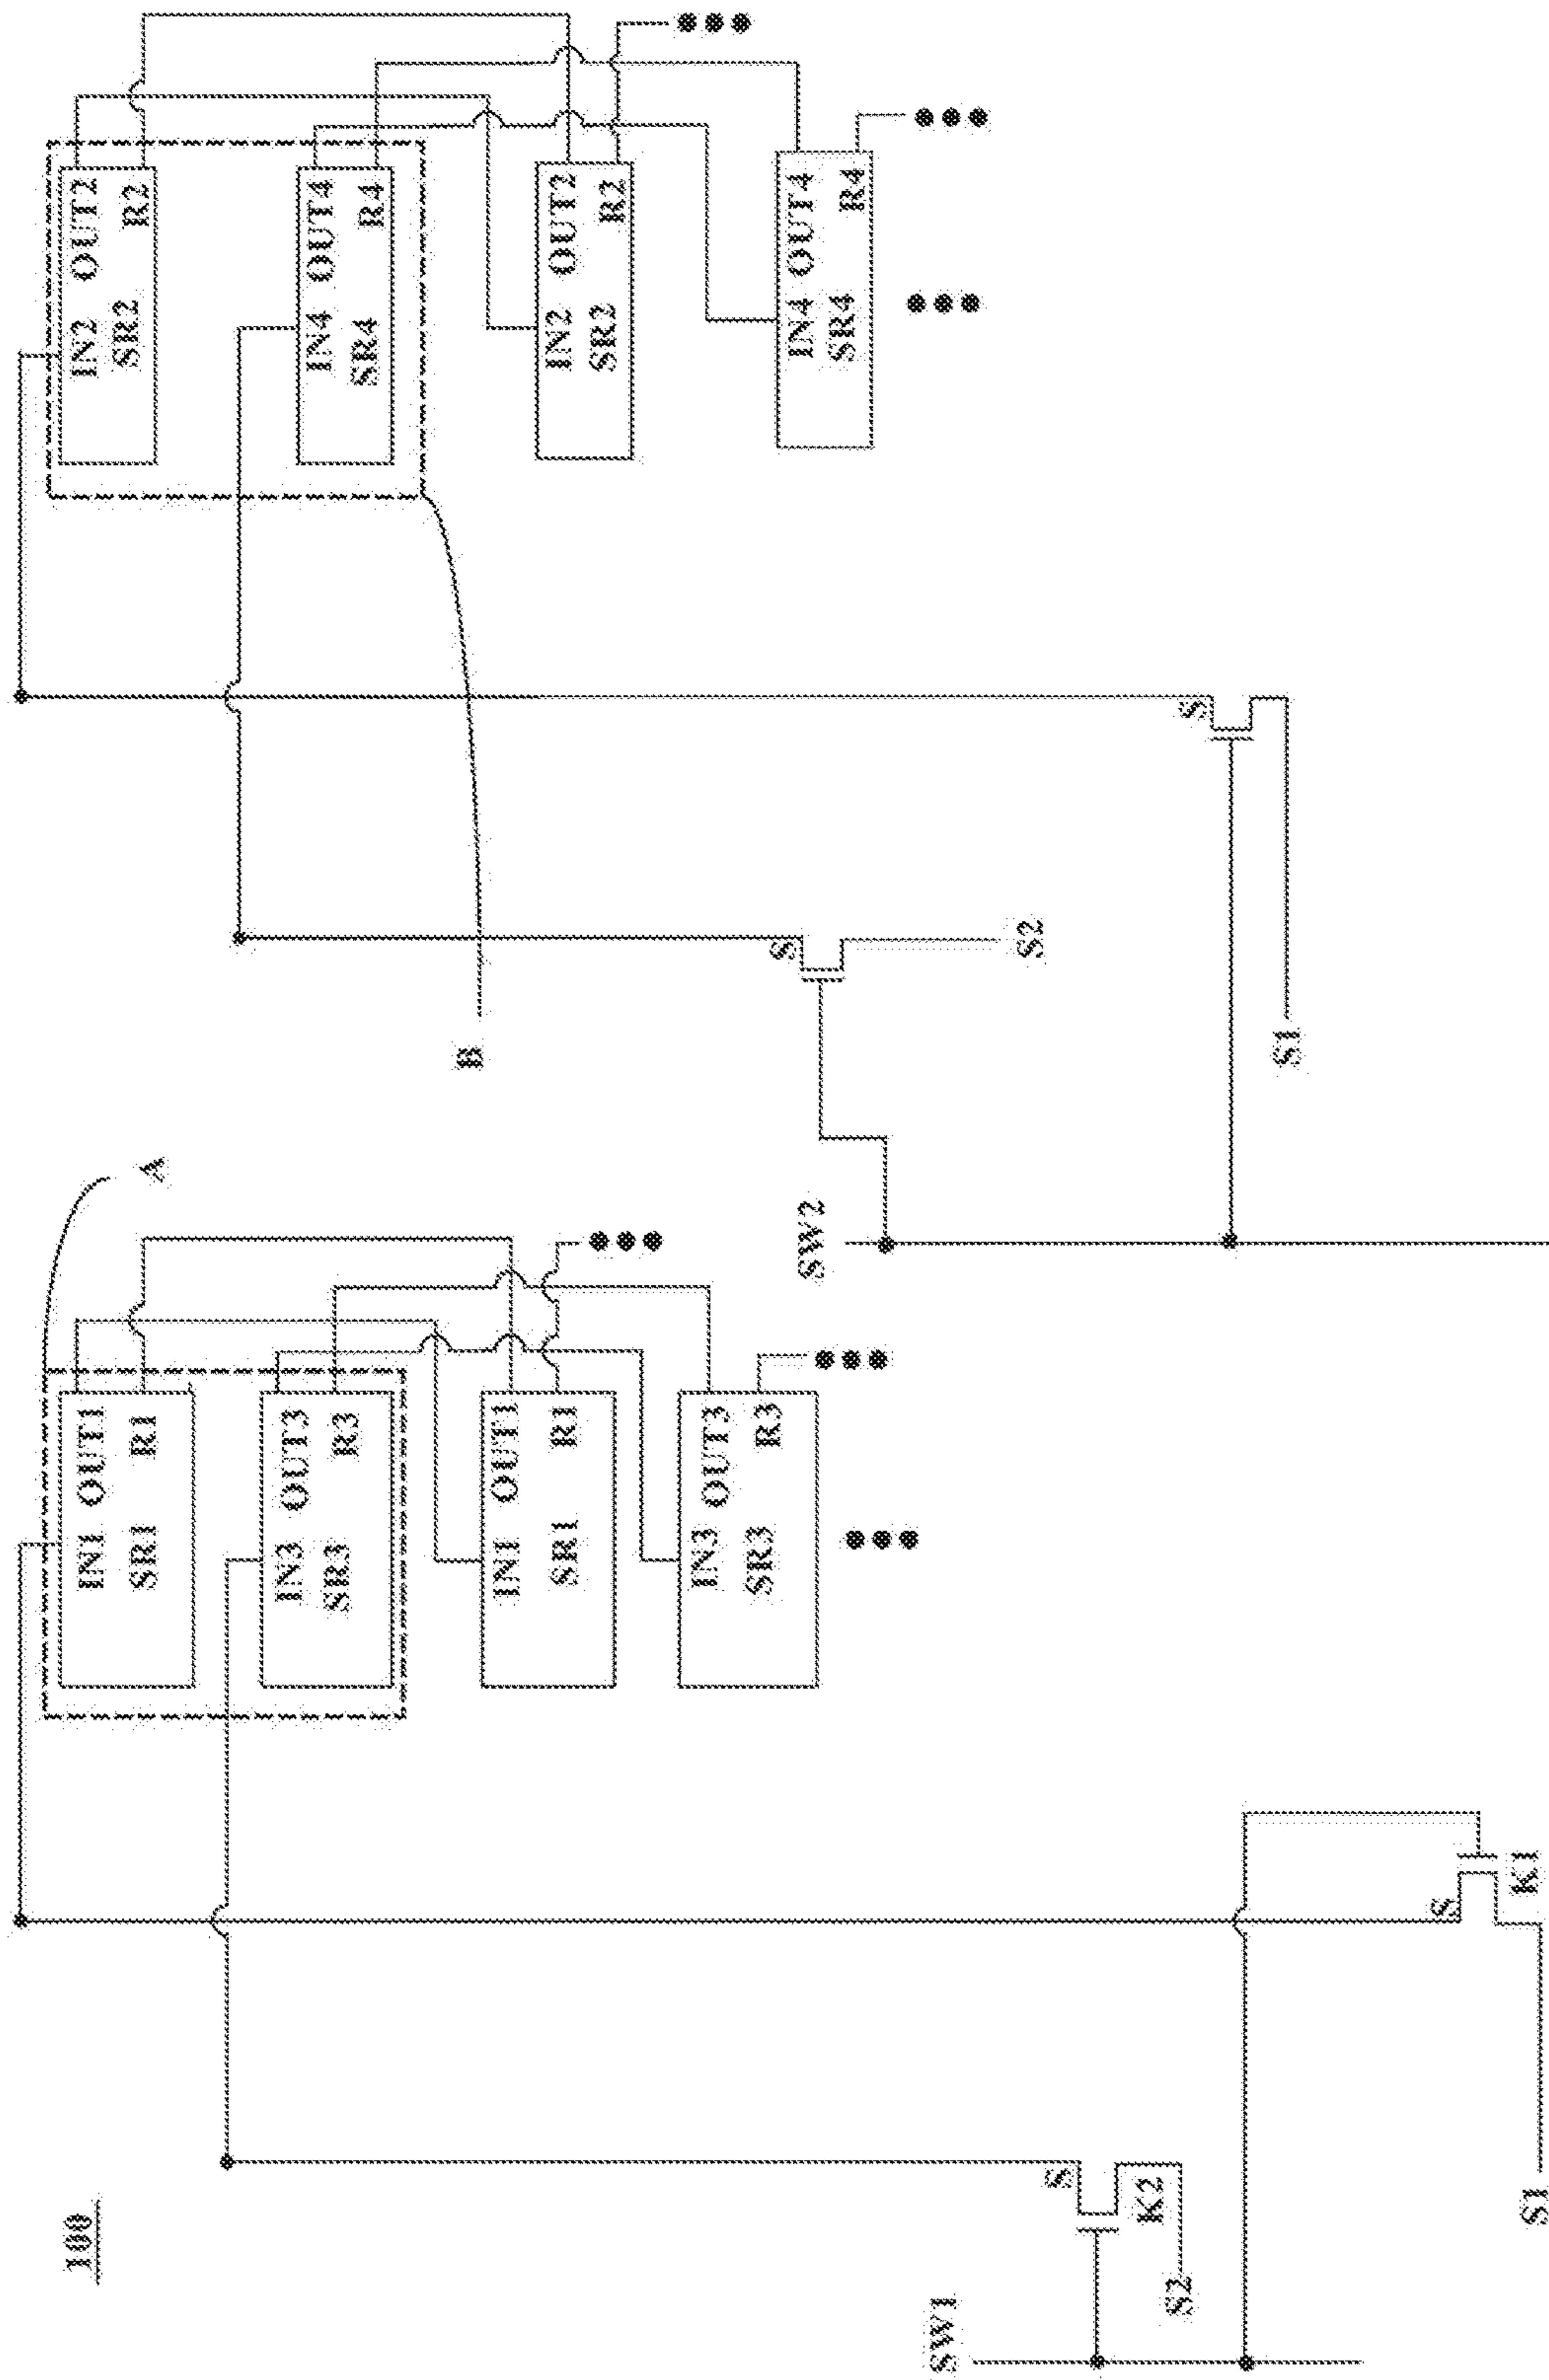 100
IN1 OUT1
SR1 R1
A
IN2 OUT2
SR2 R2
IN3 OUT3
SR3 R3
IN4 OUT4
SR4 R4
B
IN1 OUT1
SR1 R1
IN2 OUT2
SR2 R2
IN3 OUT3
SR3 R3
IN4 OUT4
SR4 R4
SW2
S
S2
SW1
S
K2
S2
S
S1
S
K1
S1